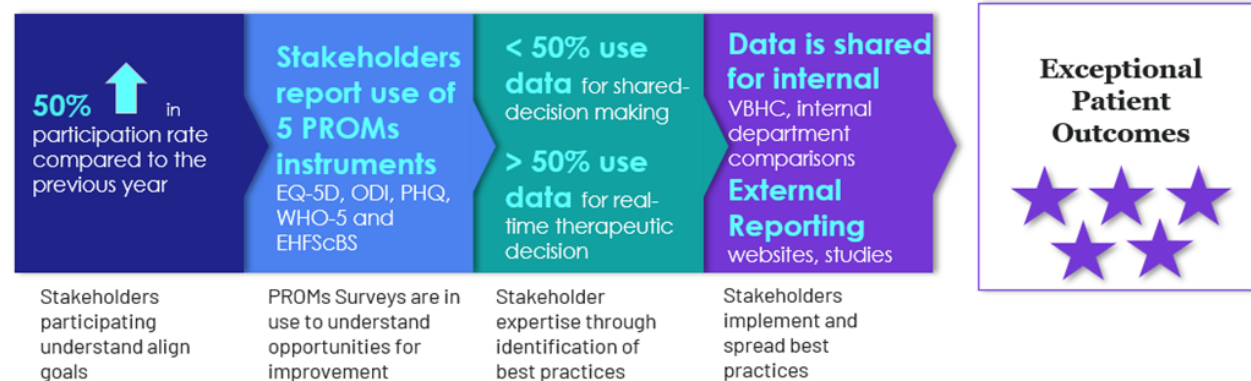 50% in
participation rate
compared to the
previous year
Stakeholders
report use of
5 PROMs
instruments
EQ-5D, ODI, PHQ,
WHO-5 and
EHFScBS
< 50% use
data for shared-
decision making
> 50% use
data for real-
time therapeutic
decision
Data is shared
for internal
VBHC, internal
department
comparisons
External
Reporting
websites, studies
Exceptional
Patient
Outcomes
Stakeholders
participating
understand align
goals
PROMs Surveys are in
use to understand
opportunities for
improvement
Stakeholder
expertise through
identification of
best practices
Stakeholders
implement and
spread best
practices